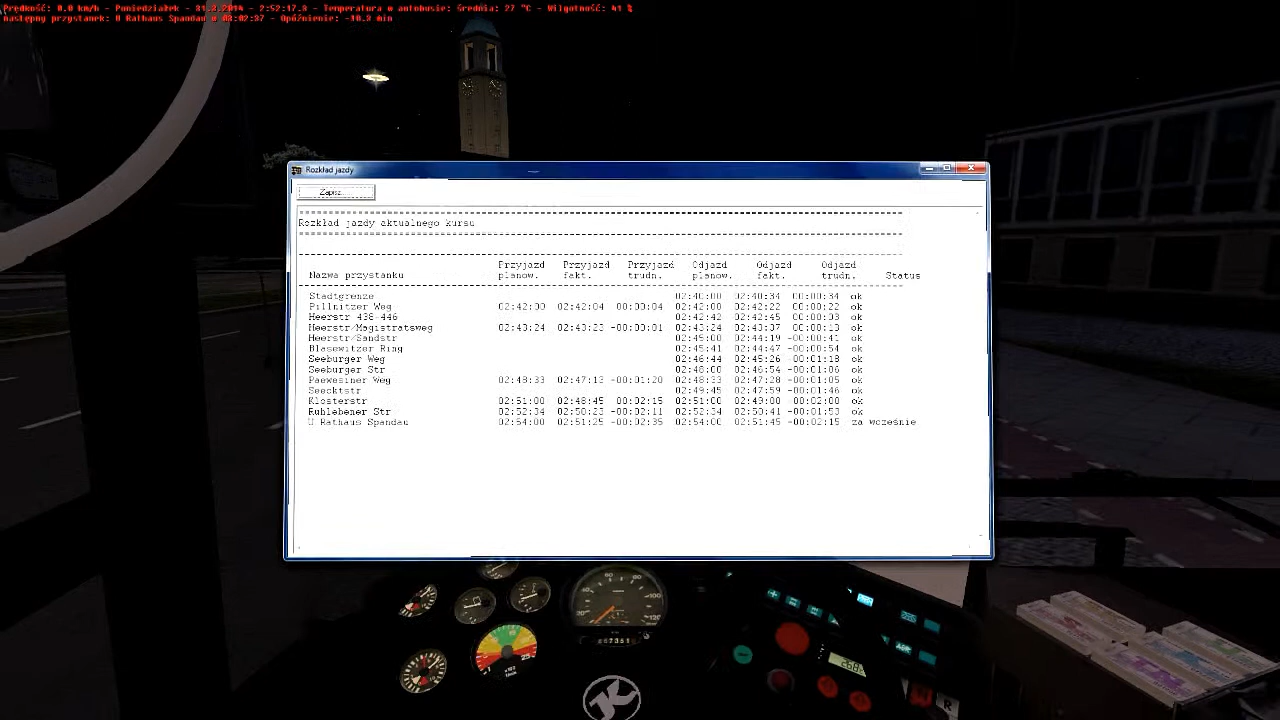 Prędkość: 0.0 km/h - Poniedziałek - 31.3.2014 - 2:52:17.3 - Temperatura w autobusie: średnia: 27 °C - Wilgotność: 41 %
następny przystanek: U Rathaus Spandau @ 03:02:37 - Opóźnienie: -10.3 min
Rozkład jazdy
Zapisz...
Rozkład jazdy aktualnego kursu
Przyjazd Przyjazd Przyjazd Odjazd Odjazd Odjazd
Nazwa przystanku planow. fakt. trudn. planow. fakt. trudn. Status
Stadtgrenze 02:40:00 02:40:34 00:00:34 ok
Pillnitzer Weg 02:42:00 02:42:04 00:00:04 02:42:00 02:42:22 00:00:22 ok
Heerstr 438-446 02:42:42 02:42:45 00:00:03 ok
Heerstr/Magistratsweg 02:43:24 02:43:23 -00:00:01 02:43:24 02:43:37 00:00:13 ok
Heerstr/Sandstr 02:45:00 02:44:19 -00:00:41 ok
Blasewitzer Ring 02:45:41 02:44:47 -00:00:54 ok
Seeburger Weg 02:46:44 02:45:26 -00:01:18 ok
Seeburger Str 02:48:00 02:46:54 -00:01:06 ok
Paewesiner Weg 02:48:33 02:47:13 -00:01:20 02:48:33 02:47:28 -00:01:05 ok
Seecktstr 02:49:45 02:47:59 -00:01:46 ok
Klosterstr 02:51:00 02:48:45 00:02:15 02:51:00 02:49:00 -00:02:00 ok
Ruhlebener Str 02:52:34 02:50:23 -00:02:11 02:52:34 02:50:41 -00:01:53 ok
U Rathaus Spandau 02:54:00 02:51:25 -00:02:35 02:54:00 02:51:45 -00:02:15 za wcześnie